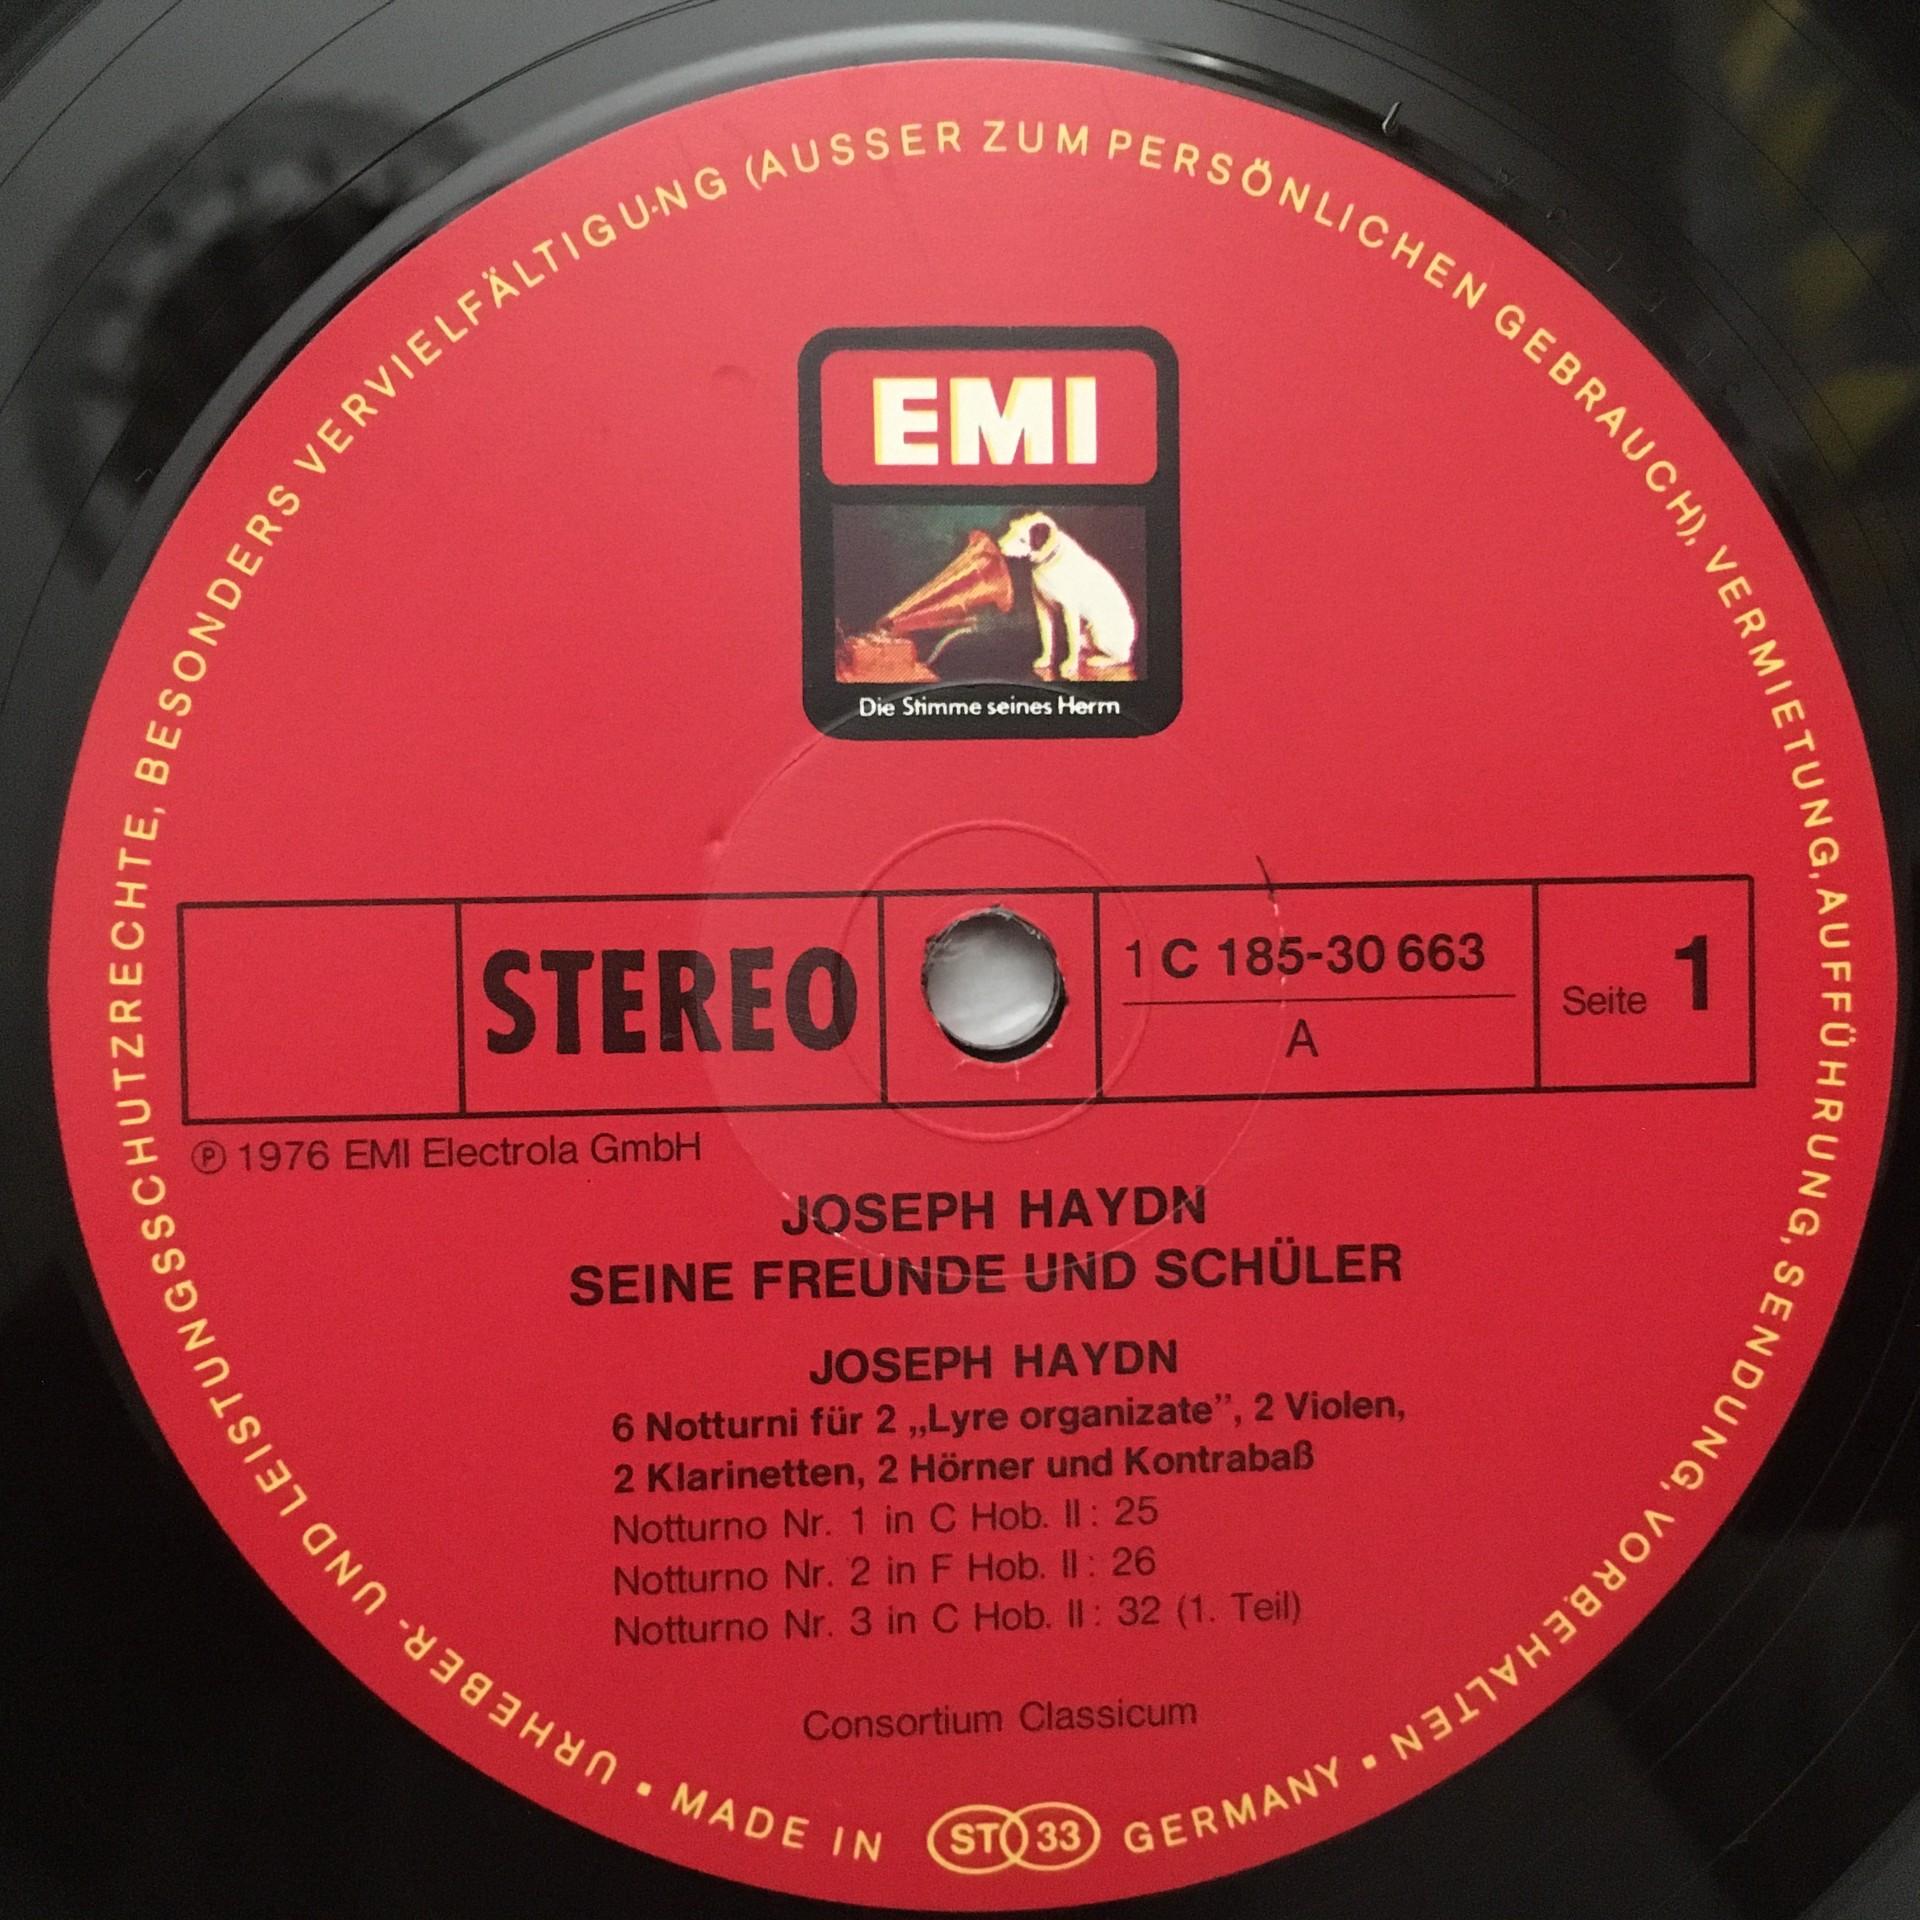 EMI
Die Stimme seines Herrn
STEREO
1 C 185-30 663
A
Seite 1
Ⓟ 1976 EMI Electrola GmbH
JOSEPH HAYDN
SEINE FREUNDE UND SCHÜLER
JOSEPH HAYDN
6 Notturni für 2 „Lyre organizate”, 2 Violen,
2 Klarinetten, 2 Hörner und Kontrabaß
Notturno Nr. 1 in C Hob. II: 25
Notturno Nr. 2 in F Hob. II: 26
Notturno Nr. 3 in C Hob. II: 32 (1. Teil)
Consortium Classicum
URHEBER- UND LEISTUNGSSCHUTZRECHTE, BESONDERS VERVIELFÄLTIGUNG (AUSSER ZUM PERSÖNLICHEN GEBRAUCH), VERMIETUNG, AUFFÜHRUNG, SENDUNG, VORBEHALTEN ▪ MADE IN ST 33 GERMANY ▪